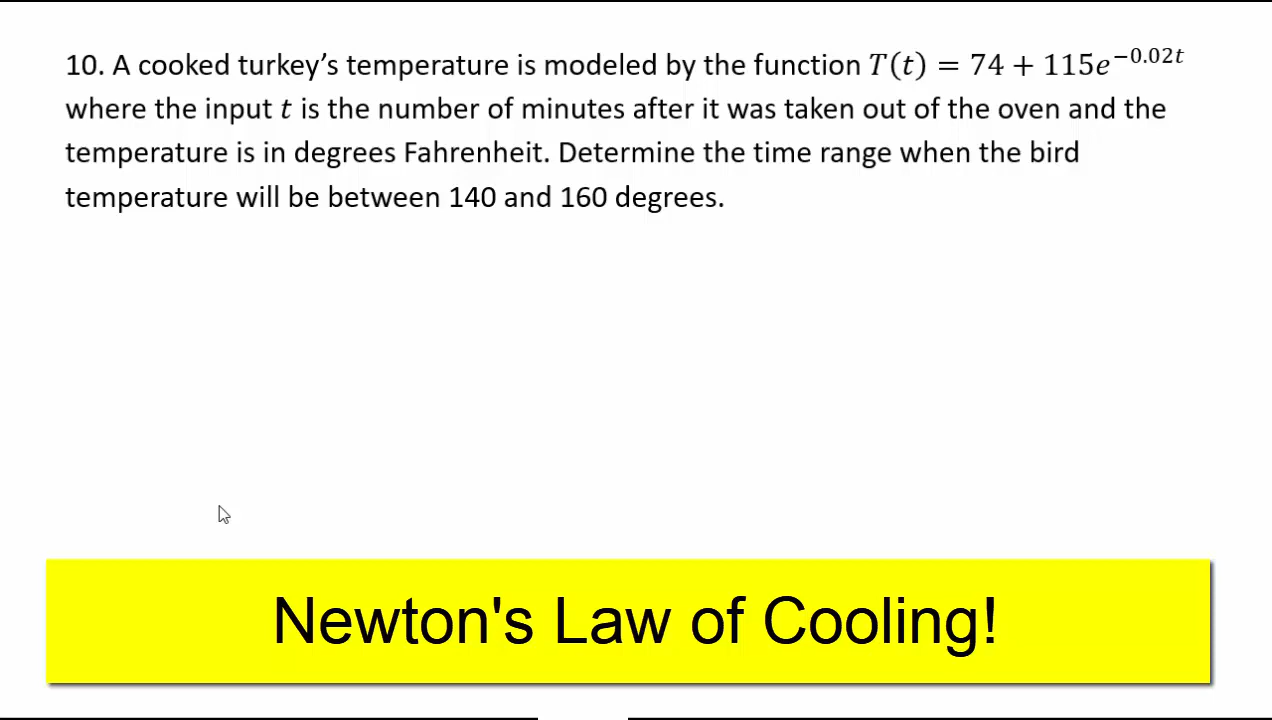 10. A cooked turkey’s temperature is modeled by the function 𝑇(𝑡) = 74 + 115𝑒⁻⁰·⁰²ᵗ
where the input 𝑡 is the number of minutes after it was taken out of the oven and the
temperature is in degrees Fahrenheit. Determine the time range when the bird
temperature will be between 140 and 160 degrees.
Newton's Law of Cooling!